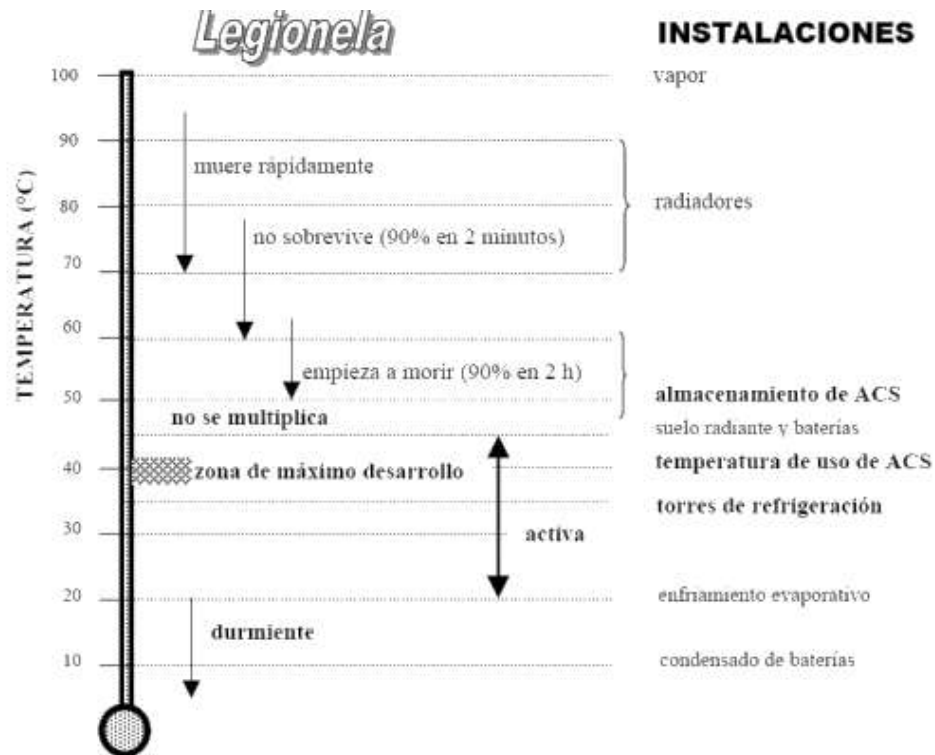 Legionela
INSTALACIONES
TEMPERATURA (°C)
100
vapor
90
muere rápidamente
80
radiadores
no sobrevive (90% en 2 minutos)
70
60
empieza a morir (90% en 2 h)
almacenamiento de ACS
50
no se multiplica
suelo radiante y baterías
40
zona de máximo desarrollo
temperatura de uso de ACS
torres de refrigeración
30
activa
20
enfriamiento evaporativo
durmiente
10
condensado de baterías